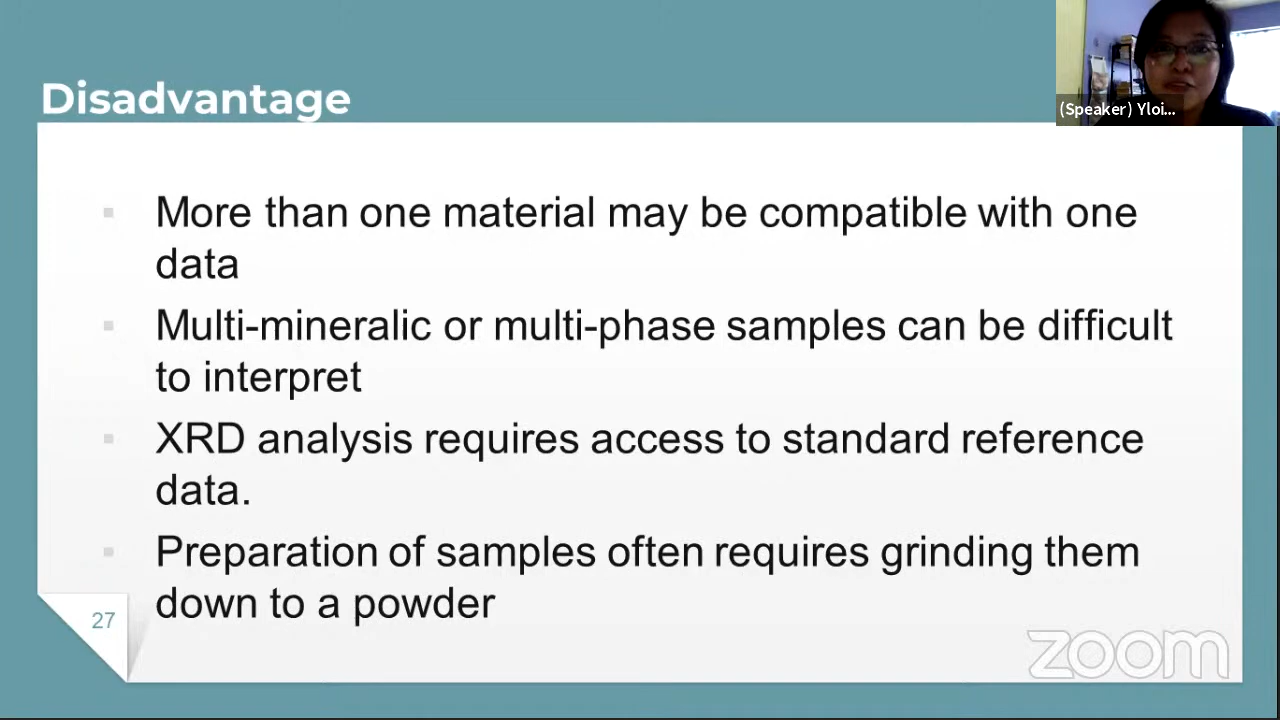 (Speaker) Yloi...
Disadvantage
More than one material may be compatible with one
data
Multi-mineralic or multi-phase samples can be difficult
to interpret
XRD analysis requires access to standard reference
data.
Preparation of samples often requires grinding them
down to a powder
27
zoom